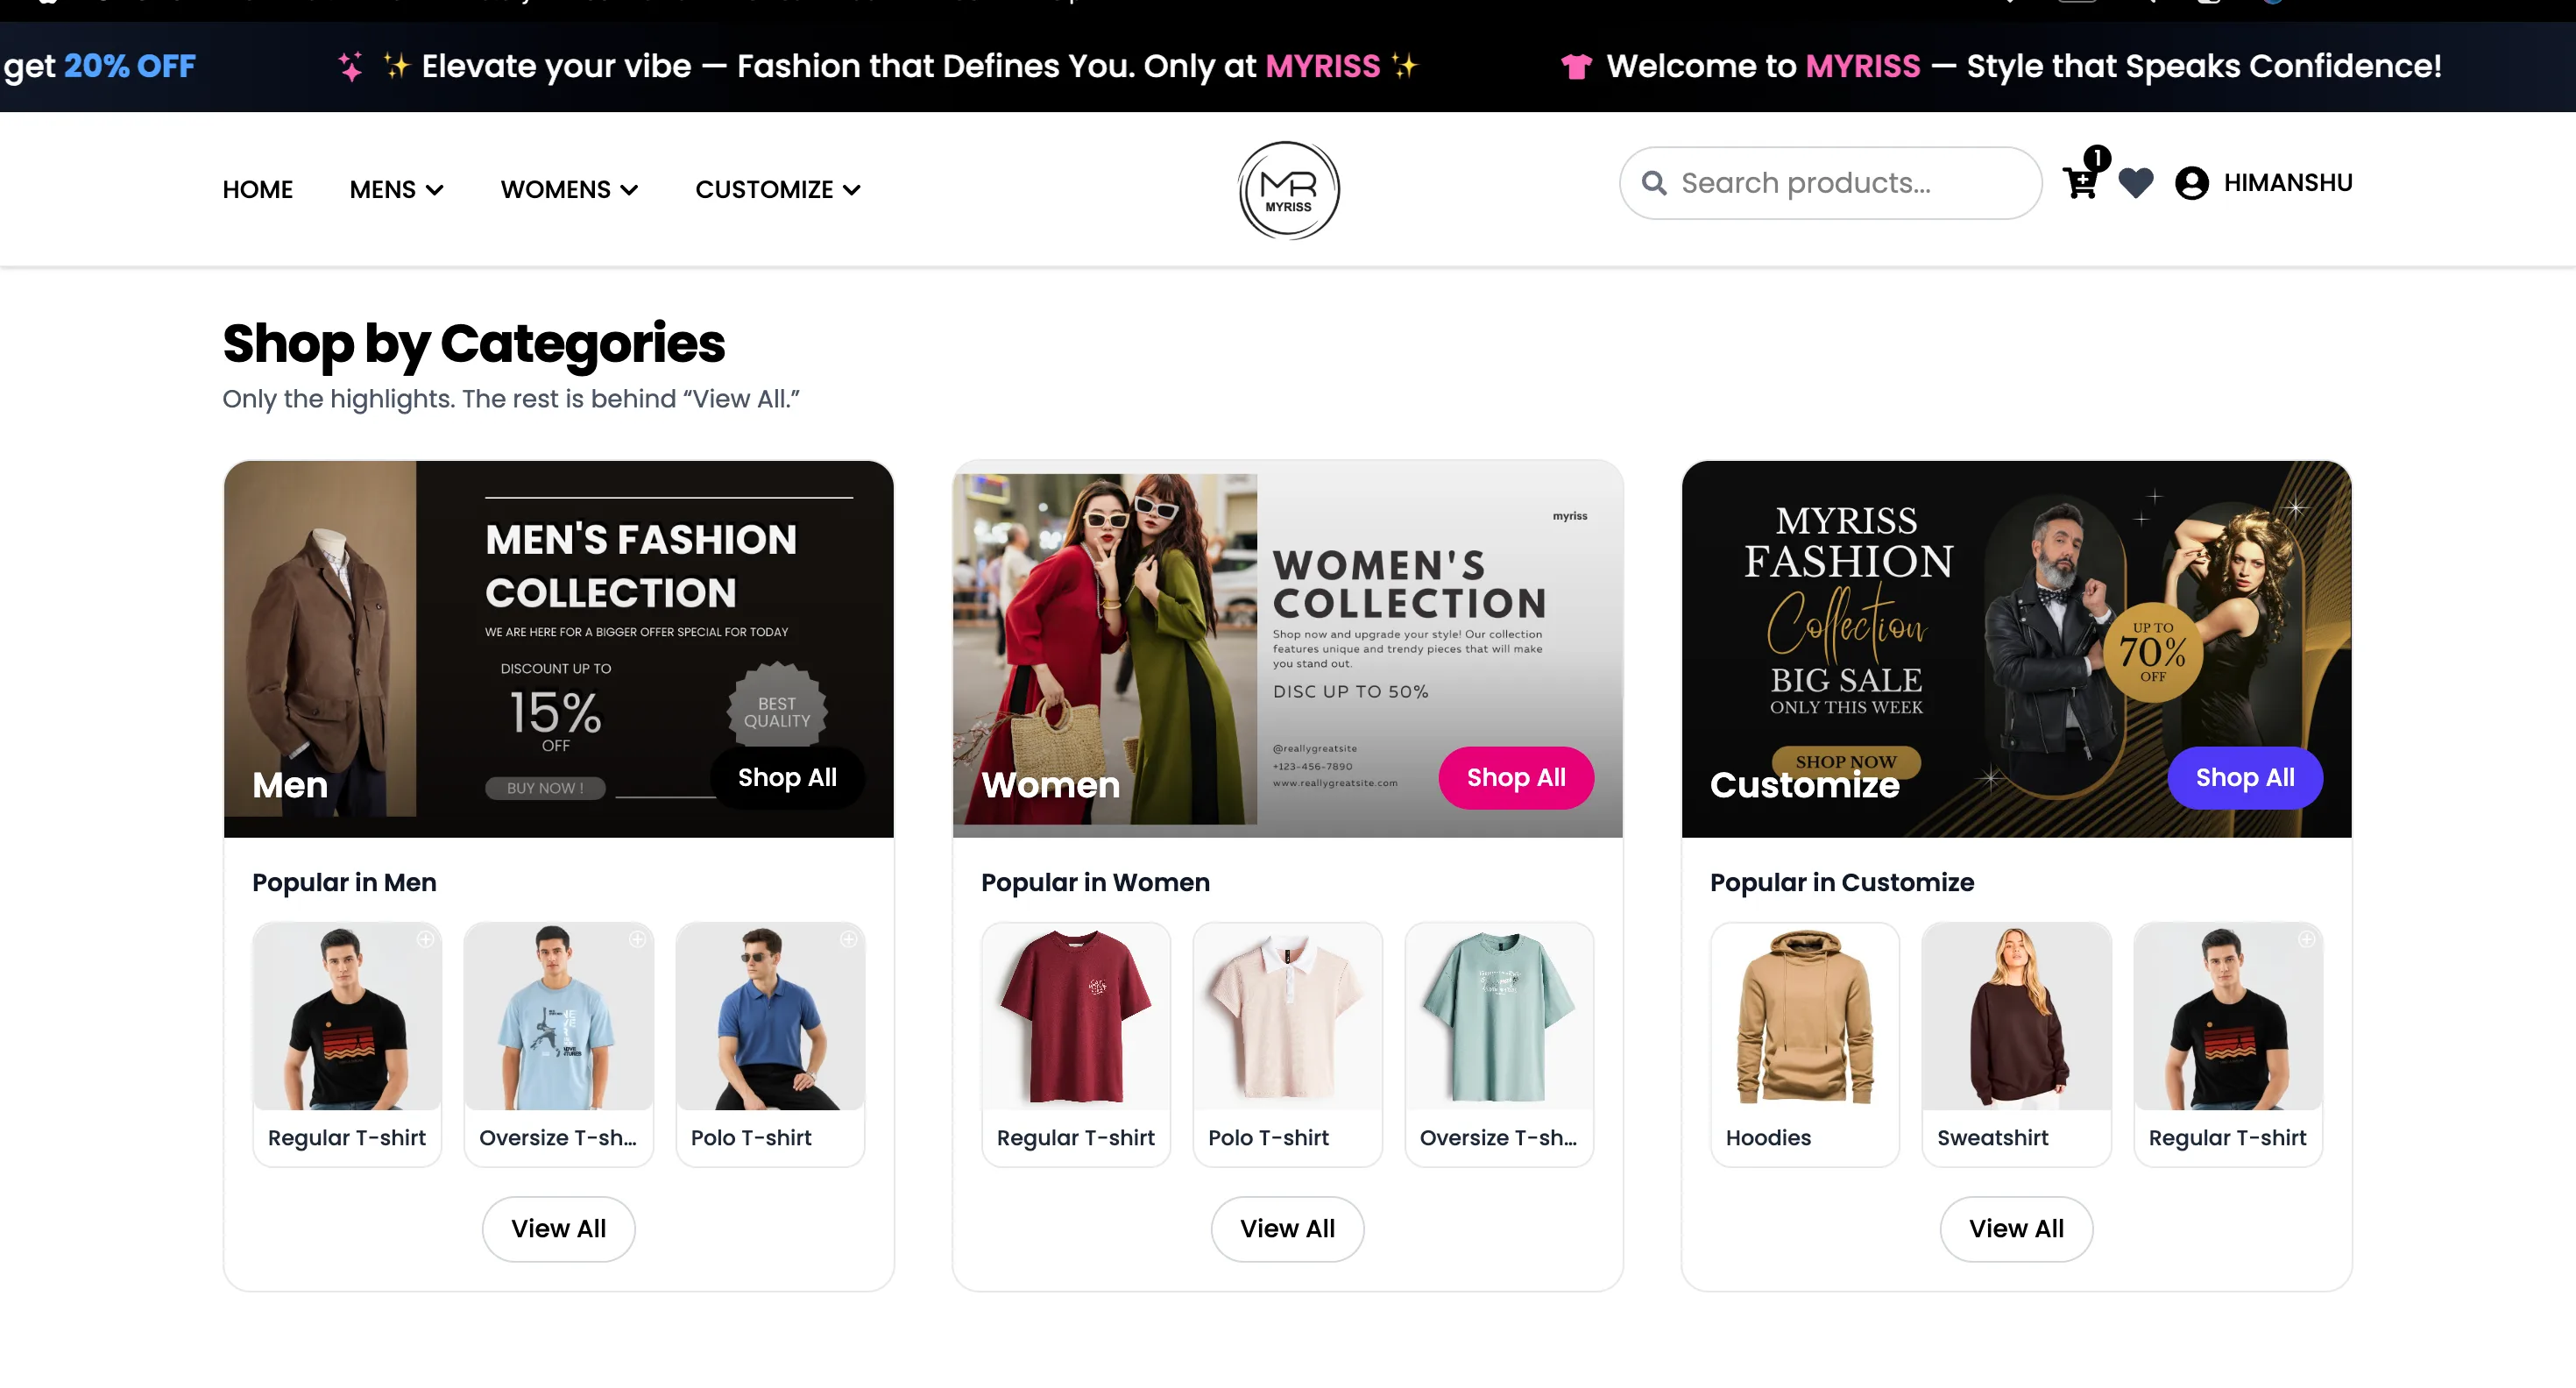 get 20% OFF
✨ Elevate your vibe — Fashion that Defines You. Only at MYRISS ✨
Welcome to MYRISS — Style that Speaks Confidence!
HOME
MENS
WOMENS
CUSTOMIZE
MR
MYRISS
Search products...
1
HIMANSHU
Shop by Categories
Only the highlights. The rest is behind “View All.”
MEN'S FASHION
COLLECTION
WE ARE HERE FOR A BIGGER OFFER SPECIAL FOR TODAY
DISCOUNT UP TO
15%
OFF
BEST
QUALITY
BUY NOW !
Men
Shop All
myriss
WOMEN'S
COLLECTION
Shop now and upgrade your style! Our collection
features unique and trendy pieces that will make
you stand out.
DISC UP TO 50%
@reallygreatsite
+123-456-7890
www.reallygreatsite.com
Women
Shop All
MYRISS
FASHION
Collection
BIG SALE
ONLY THIS WEEK
UP TO
70%
OFF
SHOP NOW
Customize
Shop All
Popular in Men
Regular T-shirt
Oversize T-sh...
Polo T-shirt
View All
Popular in Women
Regular T-shirt
Polo T-shirt
Oversize T-sh...
View All
Popular in Customize
Hoodies
Sweatshirt
Regular T-shirt
View All